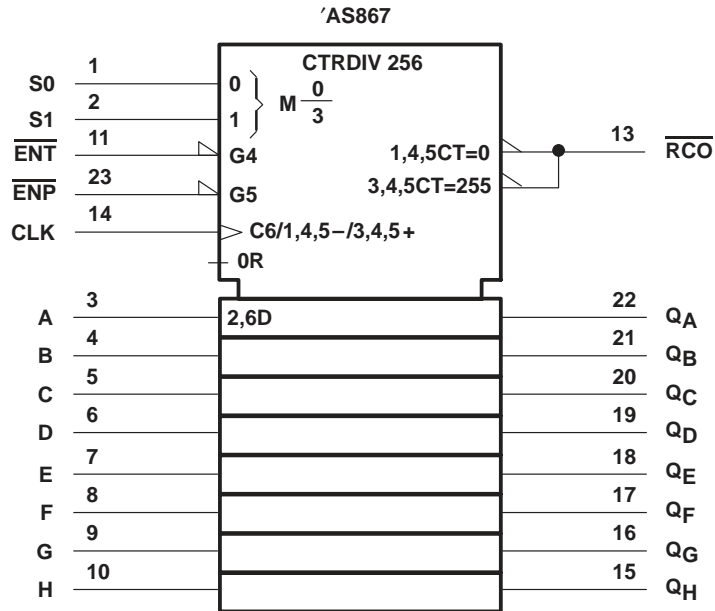 ′AS867
CTRDIV 256
S0 1 0 M 0/3
S1 2 1
ENT 11 G4 1,4,5CT=0 13 RCO
ENP 23 G5 3,4,5CT=255
CLK 14 C6/1,4,5−/3,4,5+
0R
A 3 2,6D 22 QA
B 4 21 QB
C 5 20 QC
D 6 19 QD
E 7 18 QE
F 8 17 QF
G 9 16 QG
H 10 15 QH